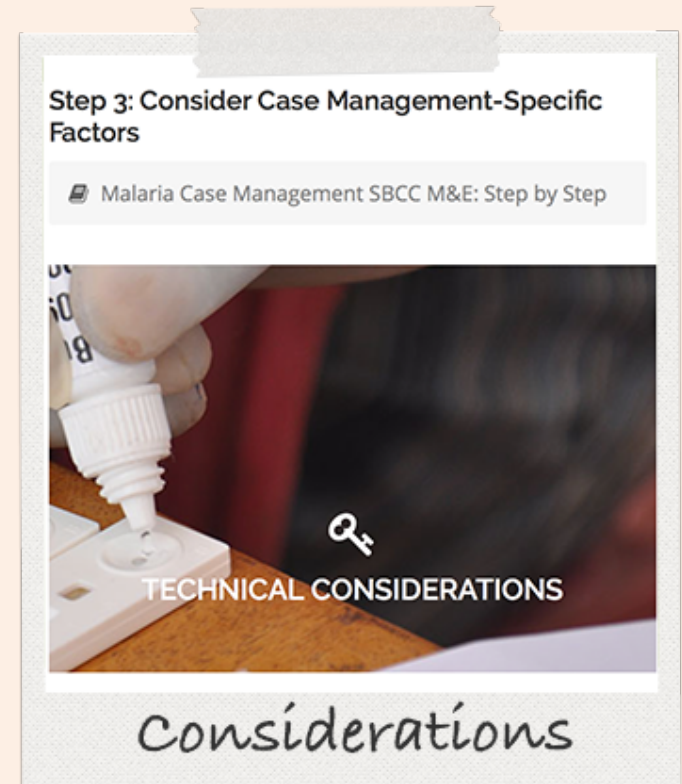 Step 3: Consider Case Management-Specific
Factors
Malaria Case Management SBCC M&E: Step by Step
TECHNICAL CONSIDERATIONS
Considerations